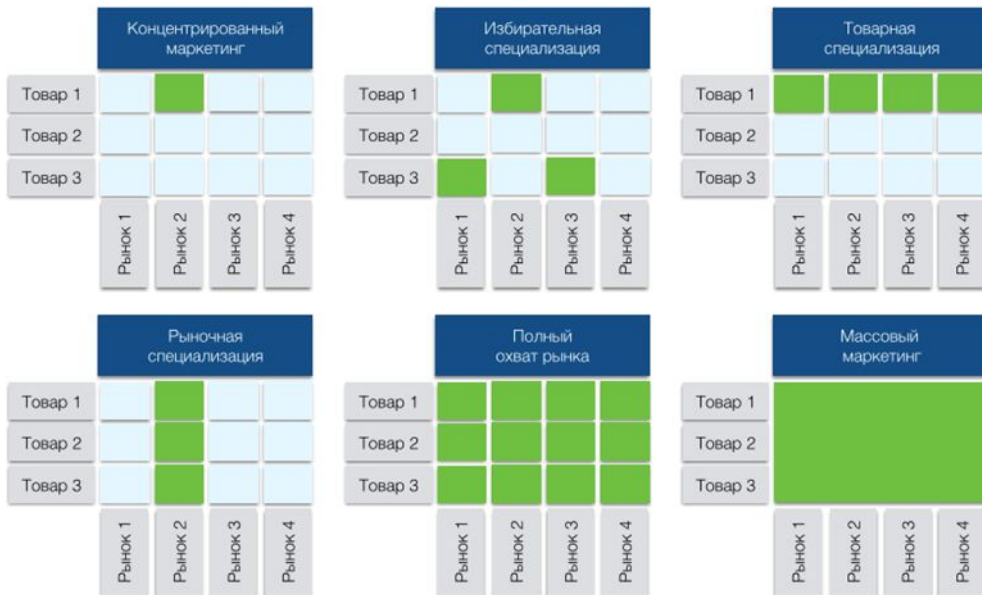 Концентрированный
маркетинг
Товар 1
Товар 2
Товар 3
Рынок 1
Рынок 2
Рынок 3
Рынок 4
Избирательная
специализация
Товар 1
Товар 2
Товар 3
Рынок 1
Рынок 2
Рынок 3
Рынок 4
Товарная
специализация
Товар 1
Товар 2
Товар 3
Рынок 1
Рынок 2
Рынок 3
Рынок 4
Рыночная
специализация
Товар 1
Товар 2
Товар 3
Рынок 1
Рынок 2
Рынок 3
Рынок 4
Полный
охват рынка
Товар 1
Товар 2
Товар 3
Рынок 1
Рынок 2
Рынок 3
Рынок 4
Массовый
маркетинг
Товар 1
Товар 2
Товар 3
Рынок 1
Рынок 2
Рынок 3
Рынок 4